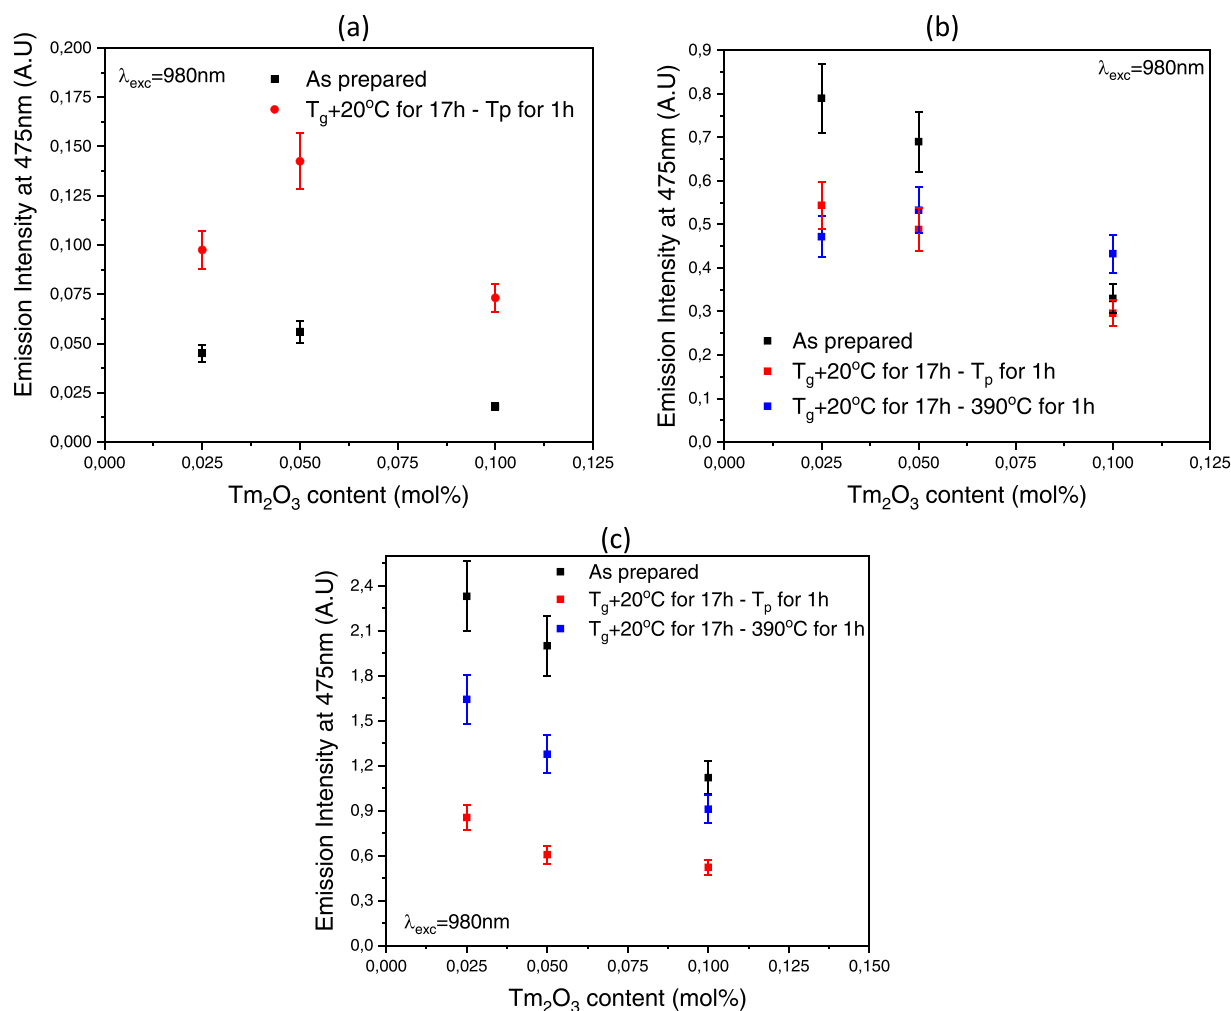 (a)
Emission Intensity at 475nm (A.U)
0,200
0,175
0,150
0,125
0,100
0,075
0,050
0,025
0,000
λexc=980nm
As prepared
Tg+20°C for 17h - Tp for 1h
0,000 0,025 0,050 0,075 0,100 0,125
Tm2O3 content (mol%)
(b)
Emission Intensity at 475nm (A.U)
0,9
0,8
0,7
0,6
0,5
0,4
0,3
0,2
0,1
0,0
λexc=980nm
As prepared
Tg+20°C for 17h - Tp for 1h
Tg+20°C for 17h - 390°C for 1h
0,000 0,025 0,050 0,075 0,100 0,125
Tm2O3 content (mol%)
(c)
Emission Intensity at 475nm (A.U)
2,4
2,1
1,8
1,5
1,2
0,9
0,6
0,3
0,0
As prepared
Tg+20°C for 17h - Tp for 1h
Tg+20°C for 17h - 390°C for 1h
λexc=980nm
0,000 0,025 0,050 0,075 0,100 0,125 0,150
Tm2O3 content (mol%)